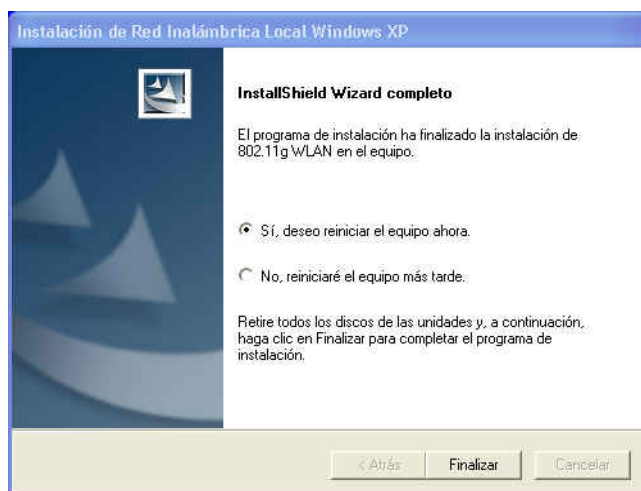 Instalación de Red Inalámbrica Local Windows XP
InstallShield Wizard completo
El programa de instalación ha finalizado la instalación de
802.11g WLAN en el equipo.
Sí, deseo reiniciar el equipo ahora.
No, reiniciaré el equipo más tarde.
Retire todos los discos de las unidades y, a continuación,
haga clic en Finalizar para completar el programa de
instalación.
< Atrás
Finalizar
Cancelar